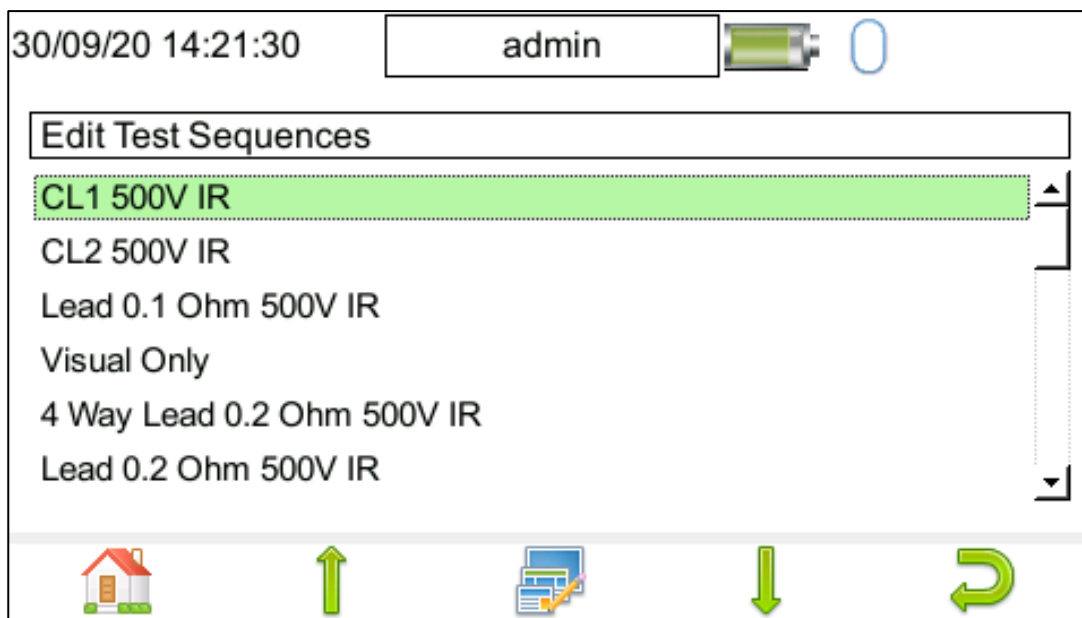 30/09/20 14:21:30 admin
Edit Test Sequences
CL1 500V IR
CL2 500V IR
Lead 0.1 Ohm 500V IR
Visual Only
4 Way Lead 0.2 Ohm 500V IR
Lead 0.2 Ohm 500V IR